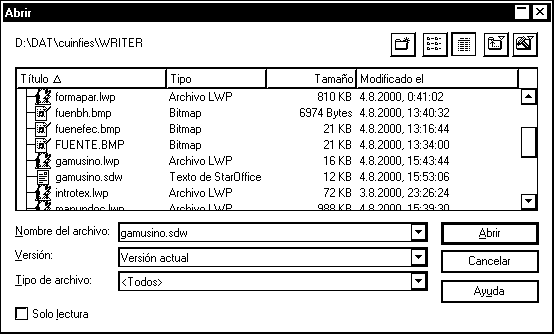 Abrir
D:\DAT\cuinfies\WRITER
Título Tipo Tamaño Modificado el
formapar.lwp Archivo LWP 810 KB 4.8.2000, 0:41:02
fuenbh.bmp Bitmap 6974 Bytes 4.8.2000, 13:40:32
fuenefec.bmp Bitmap 21 KB 4.8.2000, 13:16:44
FUENTE.BMP Bitmap 21 KB 4.8.2000, 13:34:00
gamusino.lwp Archivo LWP 16 KB 4.8.2000, 15:43:44
gamusino.sdw Texto de StarOffice 12 KB 4.8.2000, 15:53:06
introtex.lwp Archivo LWP 72 KB 3.8.2000, 23:26:24
manundoc.lwp Archivo LWP 988 KB 4.8.2000, 15:39:30
Nombre del archivo: gamusino.sdw Abrir
Versión: Versión actual Cancelar
Tipo de archivo: <Todos> Ayuda
Solo lectura